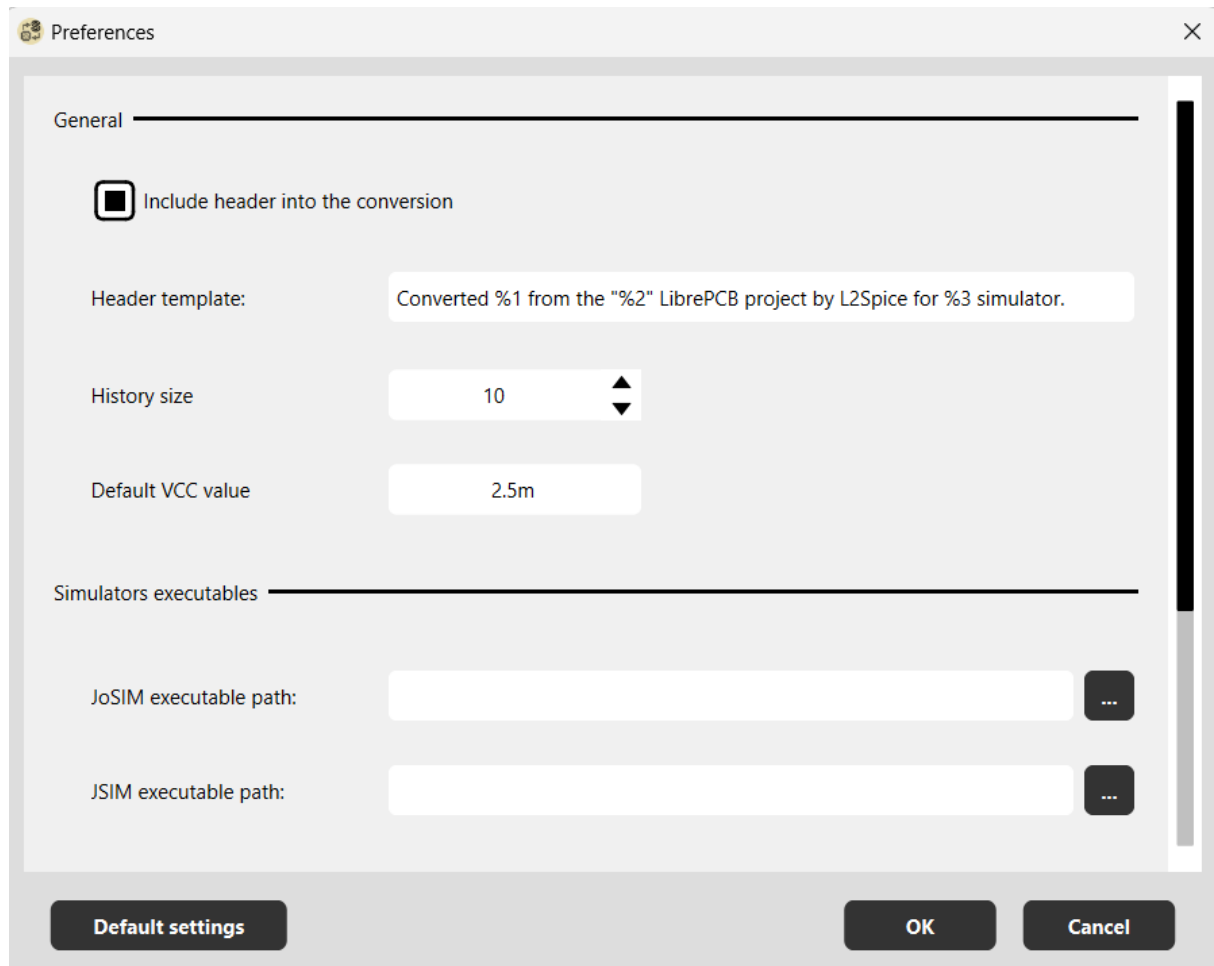 Preferences
General
Include header into the conversion
Header template: Converted %1 from the "%2" LibrePCB project by L2Spice for %3 simulator.
History size 10
Default VCC value 2.5m
Simulators executables
JoSIM executable path: ...
JSIM executable path: ...
Default settings OK Cancel